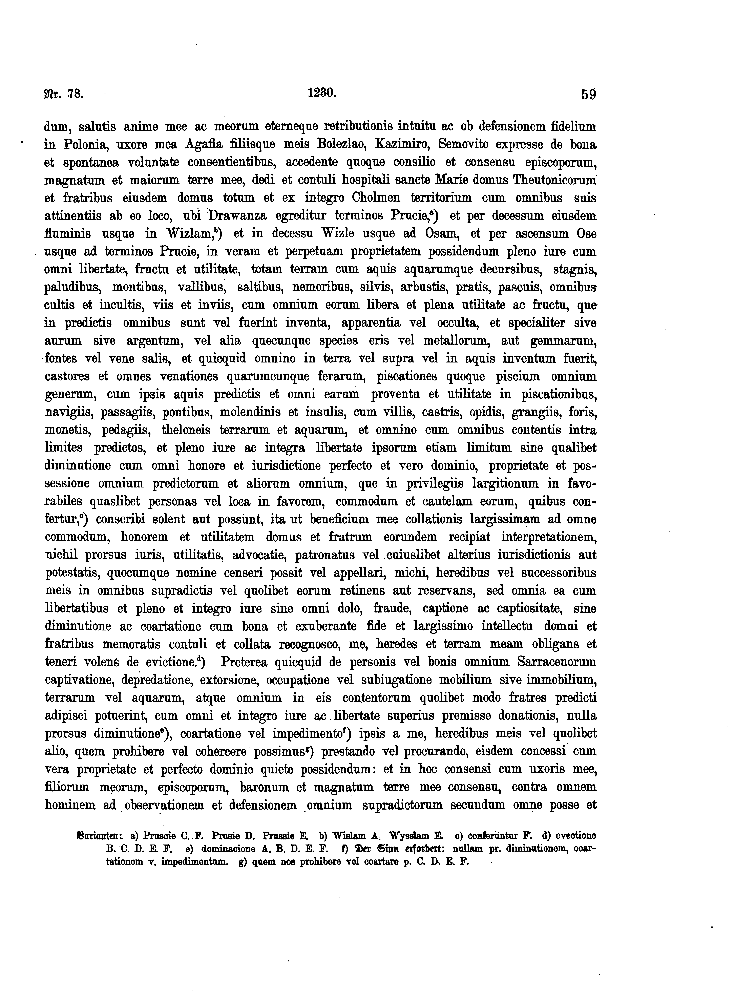 Nr. 78. 1230. 59
dum, salutis anime mee ac meorum eterneque retributionis intuitu ac ob defensionem fidelium
in Polonia, uxore mea Agafia filiisque meis Bolezlao, Kazimiro, Semovito expresse de bona
et spontanea voluntate consentientibus, accedente quoque consilio et consensu episcoporum,
magnatum et maiorum terre mee, dedi et contuli hospitali sancte Marie domus Theutonicorum
et fratribus eiusdem domus totum et ex integro Cholmen territorium cum omnibus suis
attinentiis ab eo loco, ubi Drawanza egreditur terminos Prucie,ᵃ) et per decessum eiusdem
fluminis usque in Wizlam,ᵇ) et in decessu Wizle usque ad Osam, et per ascensum Ose
usque ad terminos Prucie, in veram et perpetuam proprietatem possidendum pleno iure cum
omni libertate, fructu et utilitate, totam terram cum aquis aquarumque decursibus, stagnis,
paludibus, montibus, vallibus, saltibus, nemoribus, silvis, arbustis, pratis, pascuis, omnibus
cultis et incultis, viis et inviis, cum omnium eorum libera et plena utilitate ac fructu, que
in predictis omnibus sunt vel fuerint inventa, apparentia vel occulta, et specialiter sive
aurum sive argentum, vel alia quecunque species eris vel metallorum, aut gemmarum,
fontes vel vene salis, et quicquid omnino in terra vel supra vel in aquis inventum fuerit,
castores et omnes venationes quarumcunque ferarum, piscationes quoque piscium omnium
generum, cum ipsis aquis predictis et omni earum proventu et utilitate in piscationibus,
navigiis, passagiis, pontibus, molendinis et insulis, cum villis, castris, opidis, grangiis, foris,
monetis, pedagiis, theloneis terrarum et aquarum, et omnino cum omnibus contentis intra
limites predictos, et pleno iure ac integra libertate ipsorum etiam limitum sine qualibet
diminutione cum omni honore et iurisdictione perfecto et vero dominio, proprietate et pos-
sessione omnium predictorum et aliorum omnium, que in privilegiis largitionum in favo-
rabiles quaslibet personas vel loca in favorem, commodum et cautelam eorum, quibus con-
fertur,ᶜ) conscribi solent aut possunt, ita ut beneficium mee collationis largissimam ad omne
commodum, honorem et utilitatem domus et fratrum eorundem recipiat interpretationem,
nichil prorsus iuris, utilitatis, advocatie, patronatus vel cuiuslibet alterius iurisdictionis aut
potestatis, quocumque nomine censeri possit vel appellari, michi, heredibus vel successoribus
meis in omnibus supradictis vel quolibet eorum retinens aut reservans, sed omnia ea cum
libertatibus et pleno et integro iure sine omni dolo, fraude, captione ac captiositate, sine
diminutione ac coartatione cum bona et exuberante fide et largissimo intellectu domui et
fratribus memoratis contuli et collata recognosco, me, heredes et terram meam obligans et
teneri volens de evictione.ᵈ) Preterea quicquid de personis vel bonis omnium Sarracenorum
captivatione, depredatione, extorsione, occupatione vel subiugatione mobilium sive immobilium,
terrarum vel aquarum, atque omnium in eis contentorum quolibet modo fratres predicti
adipisci potuerint, cum omni et integro iure ac libertate superius premisse donationis, nulla
prorsus diminutioneᵉ), coartatione vel impedimentoᶠ) ipsis a me, heredibus meis vel quolibet
alio, quem prohibere vel cohercere possimusᵍ) prestando vel procurando, eisdem concessi cum
vera proprietate et perfecto dominio quiete possidendum: et in hoc consensi cum uxoris mee,
filiorum meorum, episcoporum, baronum et magnatum terre mee consensu, contra omnem
hominem ad observationem et defensionem omnium supradictorum secundum omne posse et
Varianten: a) Pruscie C. F. Prusie D. Prussie E. b) Wislam A. Wysslam E. c) conferuntur F. d) evectione
B. C. D. E. F. e) dominacione A. B. D. E. F. f) Der Sinn erfordert: nullam pr. diminutionem, coar-
tationem v. impedimentum. g) quem nos prohibere vel coartare p. C. D. E. F.